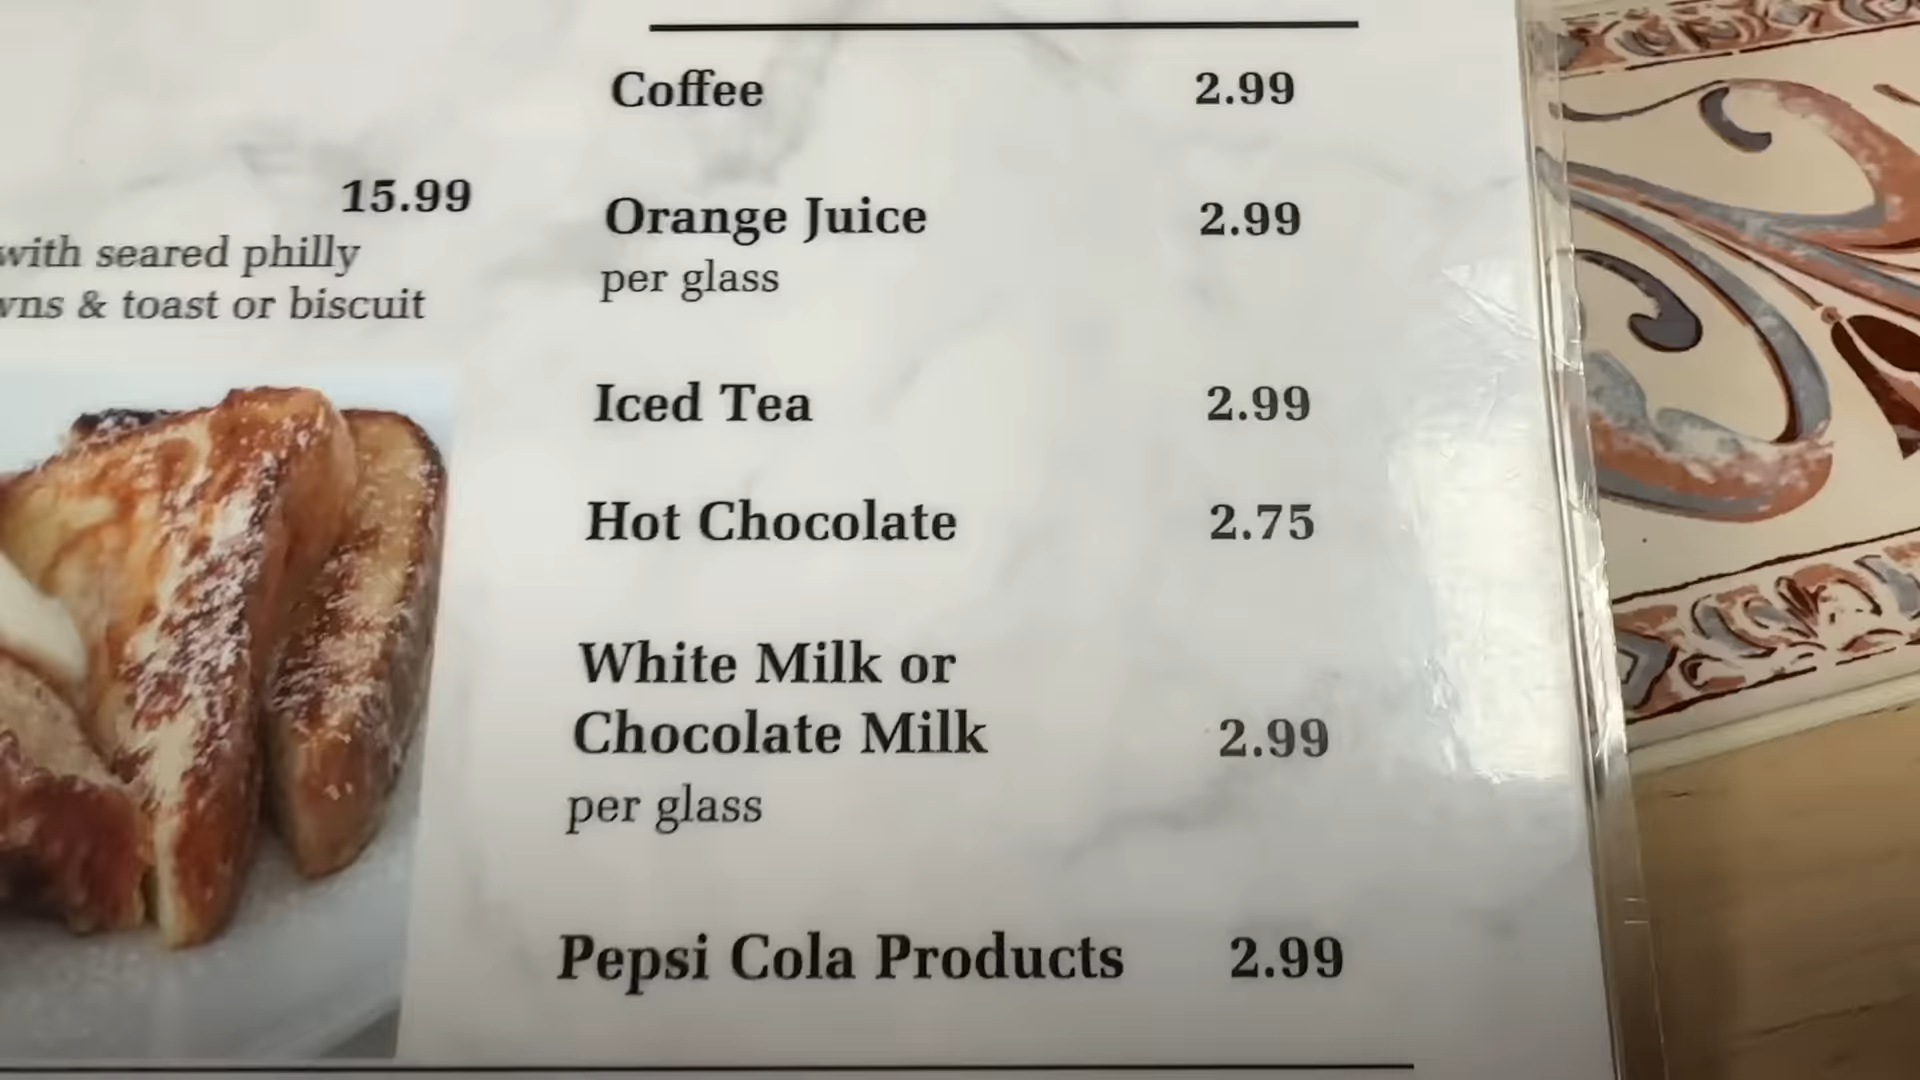 15.99
with seared philly
& toast or biscuit
Coffee 2.99
Orange Juice 2.99
per glass
Iced Tea 2.99
Hot Chocolate 2.75
White Milk or
Chocolate Milk 2.99
per glass
Pepsi Cola Products 2.99